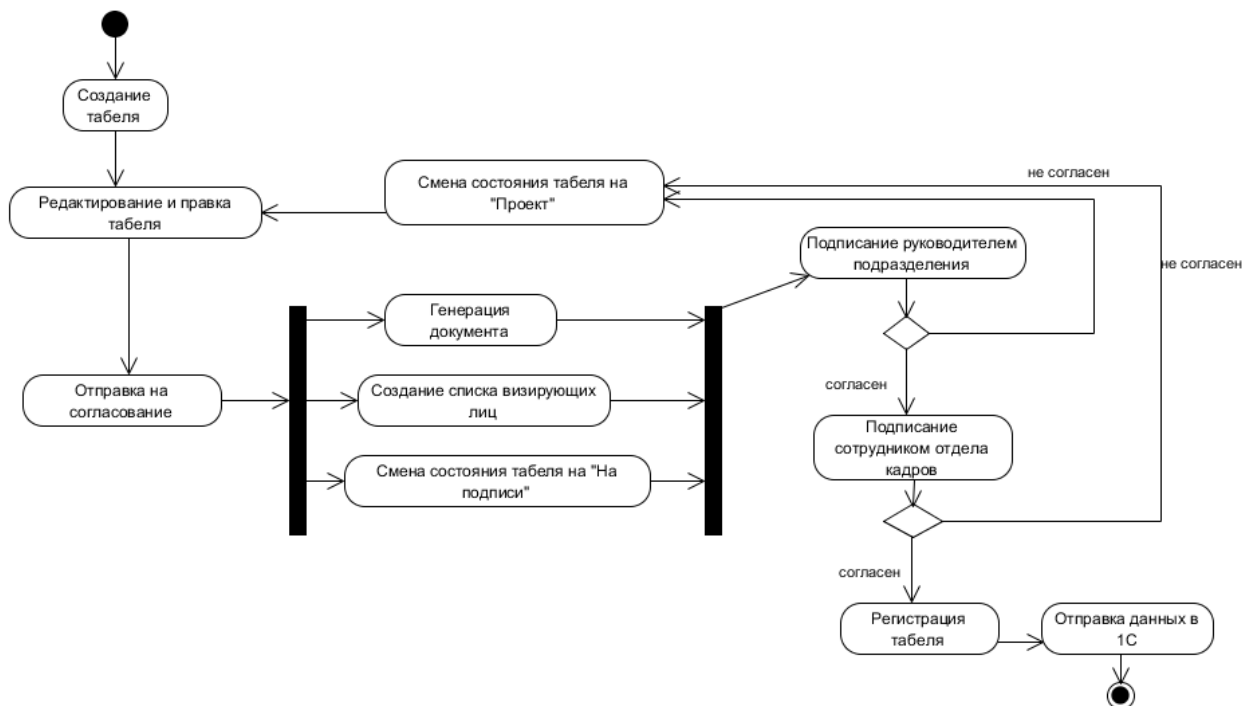 Создание
табеля
Редактирование и правка
табеля
Смена состояния табеля на
"Проект"
не согласен
Подписание руководителем
подразделения
не согласен
Генерация
документа
Отправка на
согласование
Создание списка визирующих
лиц
согласен
Подписание
сотрудником отдела
кадров
Смена состояния табеля на "На
подписи"
согласен
Регистрация
табеля
Отправка данных в
1С